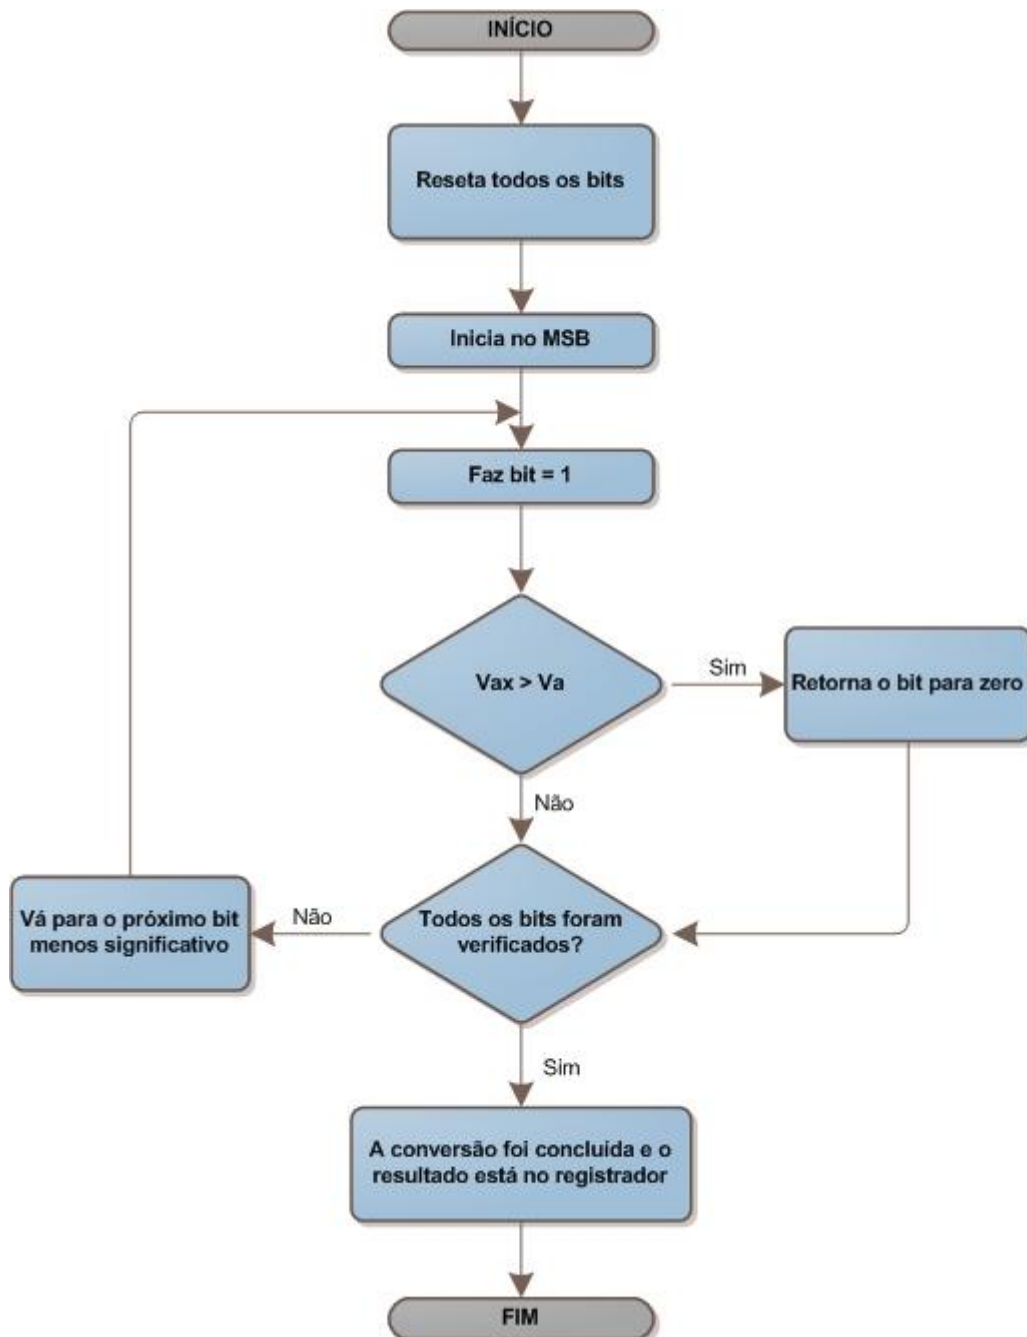 INÍCIO
Reseta todos os bits
Inicia no MSB
Faz bit = 1
Vax > Va
Sim
Retorna o bit para zero
Não
Todos os bits foram
verificados?
Não
Vá para o próximo bit
menos significativo
Sim
A conversão foi concluída e o
resultado está no registrador
FIM